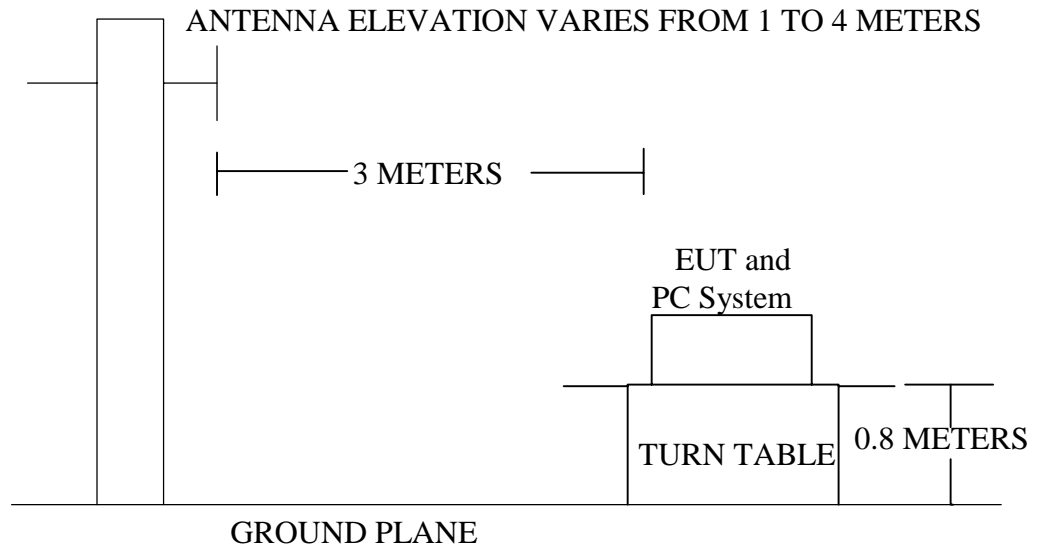 ANTENNA ELEVATION VARIES FROM 1 TO 4 METERS
3 METERS
EUT and
PC System
0.8 METERS
TURN TABLE
GROUND PLANE